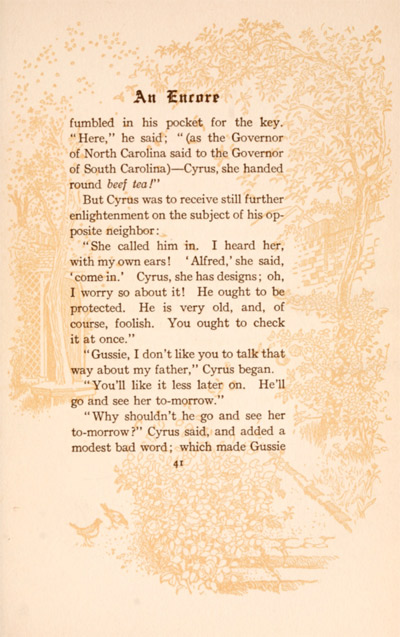 An Encore
fumbled in his pocket for the key.
"Here," he said; "(as the Governor
of North Carolina said to the Governor
of South Carolina)—Cyrus, she handed
round beef tea!"
But Cyrus was to receive still further
enlightenment on the subject of his op-
posite neighbor:
"She called him in. I heard her,
with my own ears! 'Alfred,' she said,
'come in.' Cyrus, she has designs; oh,
I worry so about it! He ought to be
protected. He is very old, and, of
course, foolish. You ought to check
it at once."
"Gussie, I don't like you to talk that
way about my father," Cyrus began.
"You'll like it less later on. He'll
go and see her to-morrow."
"Why shouldn't he go and see her
to-morrow?" Cyrus said, and added a
modest bad word; which made Gussie
41